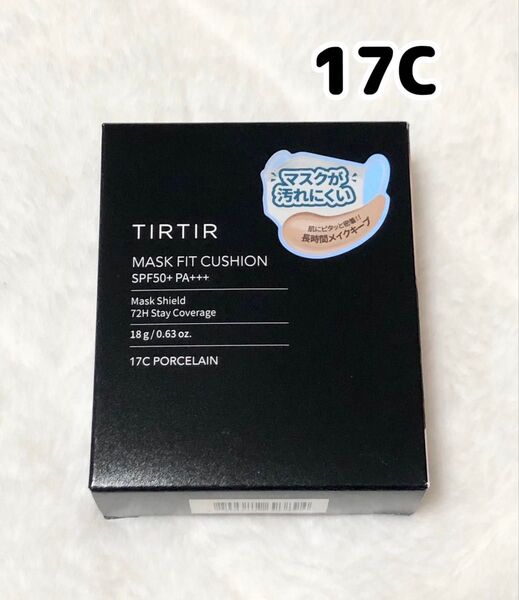 17C
マスクが
汚れにくい
肌にピタッと密着!!
長時間メイクキープ
TIRTIR
MASK FIT CUSHION
SPF50+ PA+++
Mask Shield
72H Stay Coverage
18 g / 0.63 oz.
17C PORCELAIN